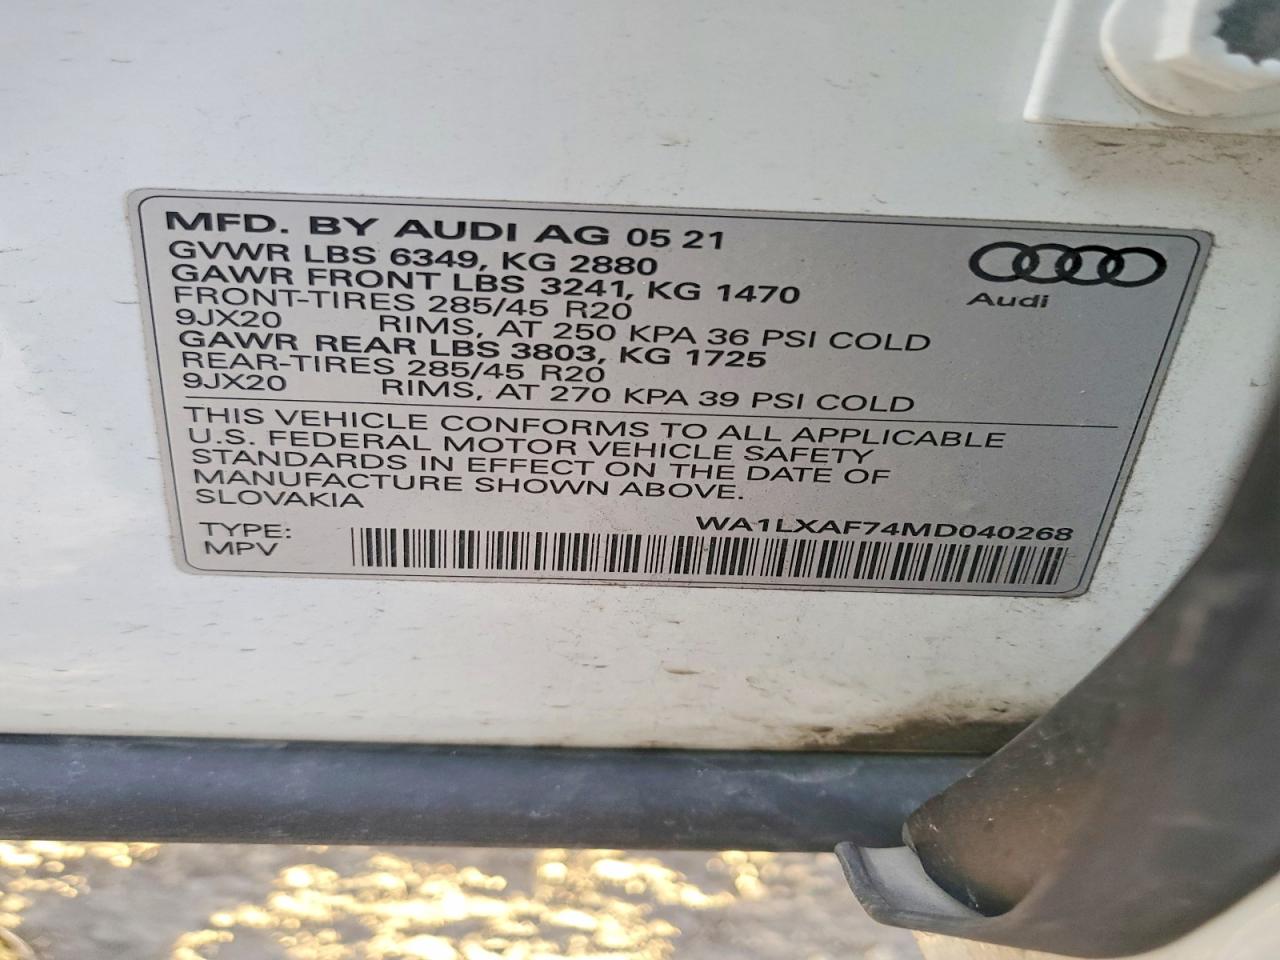 MFD. BY AUDI AG 05 21
GVWR LBS 6349, KG 2880
GAWR FRONT LBS 3241, KG 1470
FRONT-TIRES 285/45 R20
9JX20 RIMS, AT 250 KPA 36 PSI COLD
GAWR REAR LBS 3803, KG 1725
REAR-TIRES 285/45 R20
9JX20 RIMS, AT 270 KPA 39 PSI COLD
Audi
THIS VEHICLE CONFORMS TO ALL APPLICABLE
U.S. FEDERAL MOTOR VEHICLE SAFETY
STANDARDS IN EFFECT ON THE DATE OF
MANUFACTURE SHOWN ABOVE.
SLOVAKIA
WA1LXAF74MD040268
TYPE:
MPV